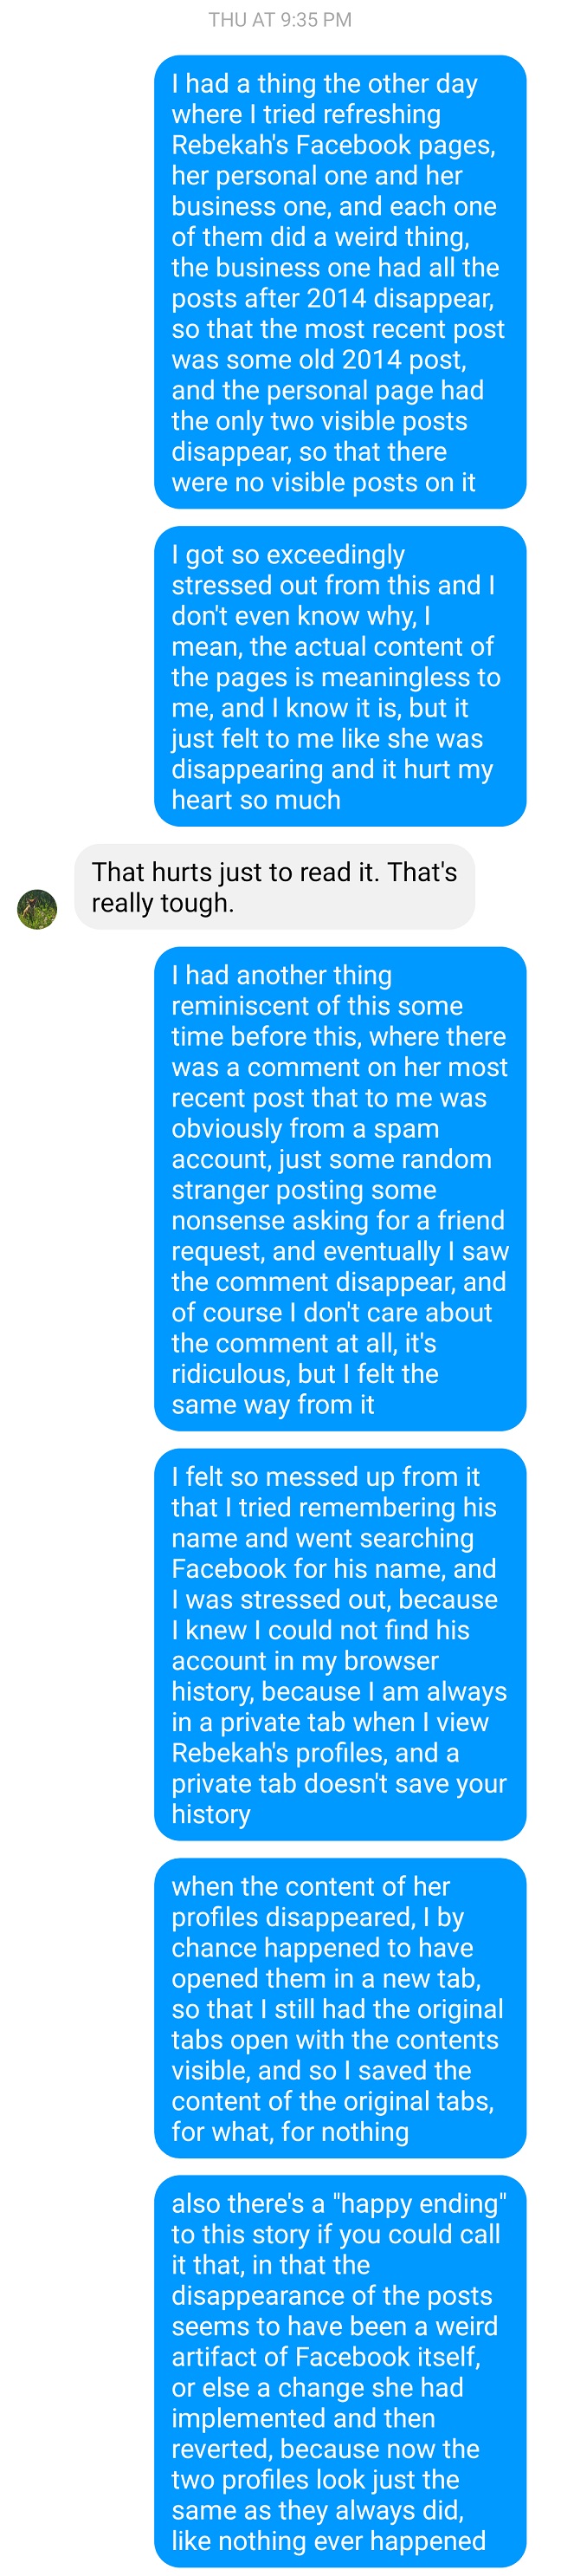 THU AT 9:35 PM
I had a thing the other day
where I tried refreshing
Rebekah's Facebook pages,
her personal one and her
business one, and each one
of them did a weird thing,
the business one had all the
posts after 2014 disappear,
so that the most recent post
was some old 2014 post,
and the personal page had
the only two visible posts
disappear, so that there
were no visible posts on it
I got so exceedingly
stressed out from this and I
don't even know why, I
mean, the actual content of
the pages is meaningless to
me, and I know it is, but it
just felt to me like she was
disappearing and it hurt my
heart so much
That hurts just to read it. That's
really tough.
I had another thing
reminiscent of this some
time before this, where there
was a comment on her most
recent post that to me was
obviously from a spam
account, just some random
stranger posting some
nonsense asking for a friend
request, and eventually I saw
the comment disappear, and
of course I don't care about
the comment at all, it's
ridiculous, but I felt the
same way from it
I felt so messed up from it
that I tried remembering his
name and went searching
Facebook for his name, and
I was stressed out, because
I knew I could not find his
account in my browser
history, because I am always
in a private tab when I view
Rebekah's profiles, and a
private tab doesn't save your
history
when the content of her
profiles disappeared, I by
chance happened to have
opened them in a new tab,
so that I still had the original
tabs open with the contents
visible, and so I saved the
content of the original tabs,
for what, for nothing
also there's a "happy ending"
to this story if you could call
it that, in that the
disappearance of the posts
seems to have been a weird
artifact of Facebook itself,
or else a change she had
implemented and then
reverted, because now the
two profiles look just the
same as they always did,
like nothing ever happened